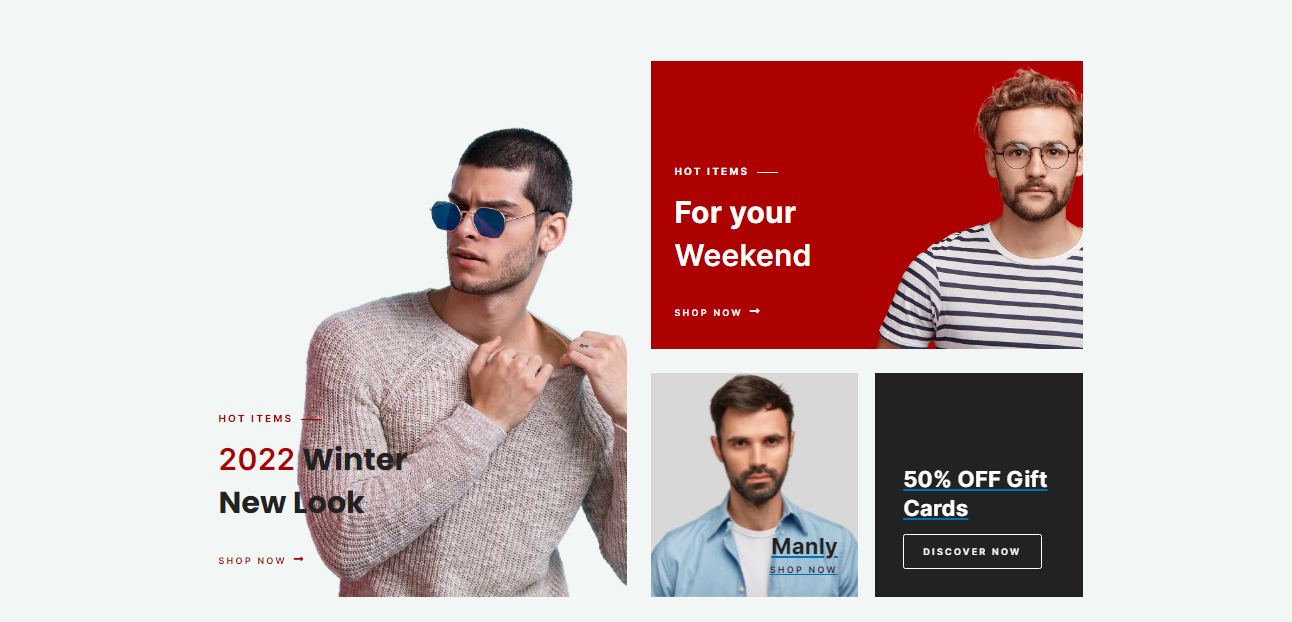 HOT ITEMS
2022 Winter
New Look
SHOP NOW
HOT ITEMS
For your
Weekend
SHOP NOW
Manly
SHOP NOW
50% OFF Gift
Cards
DISCOVER NOW